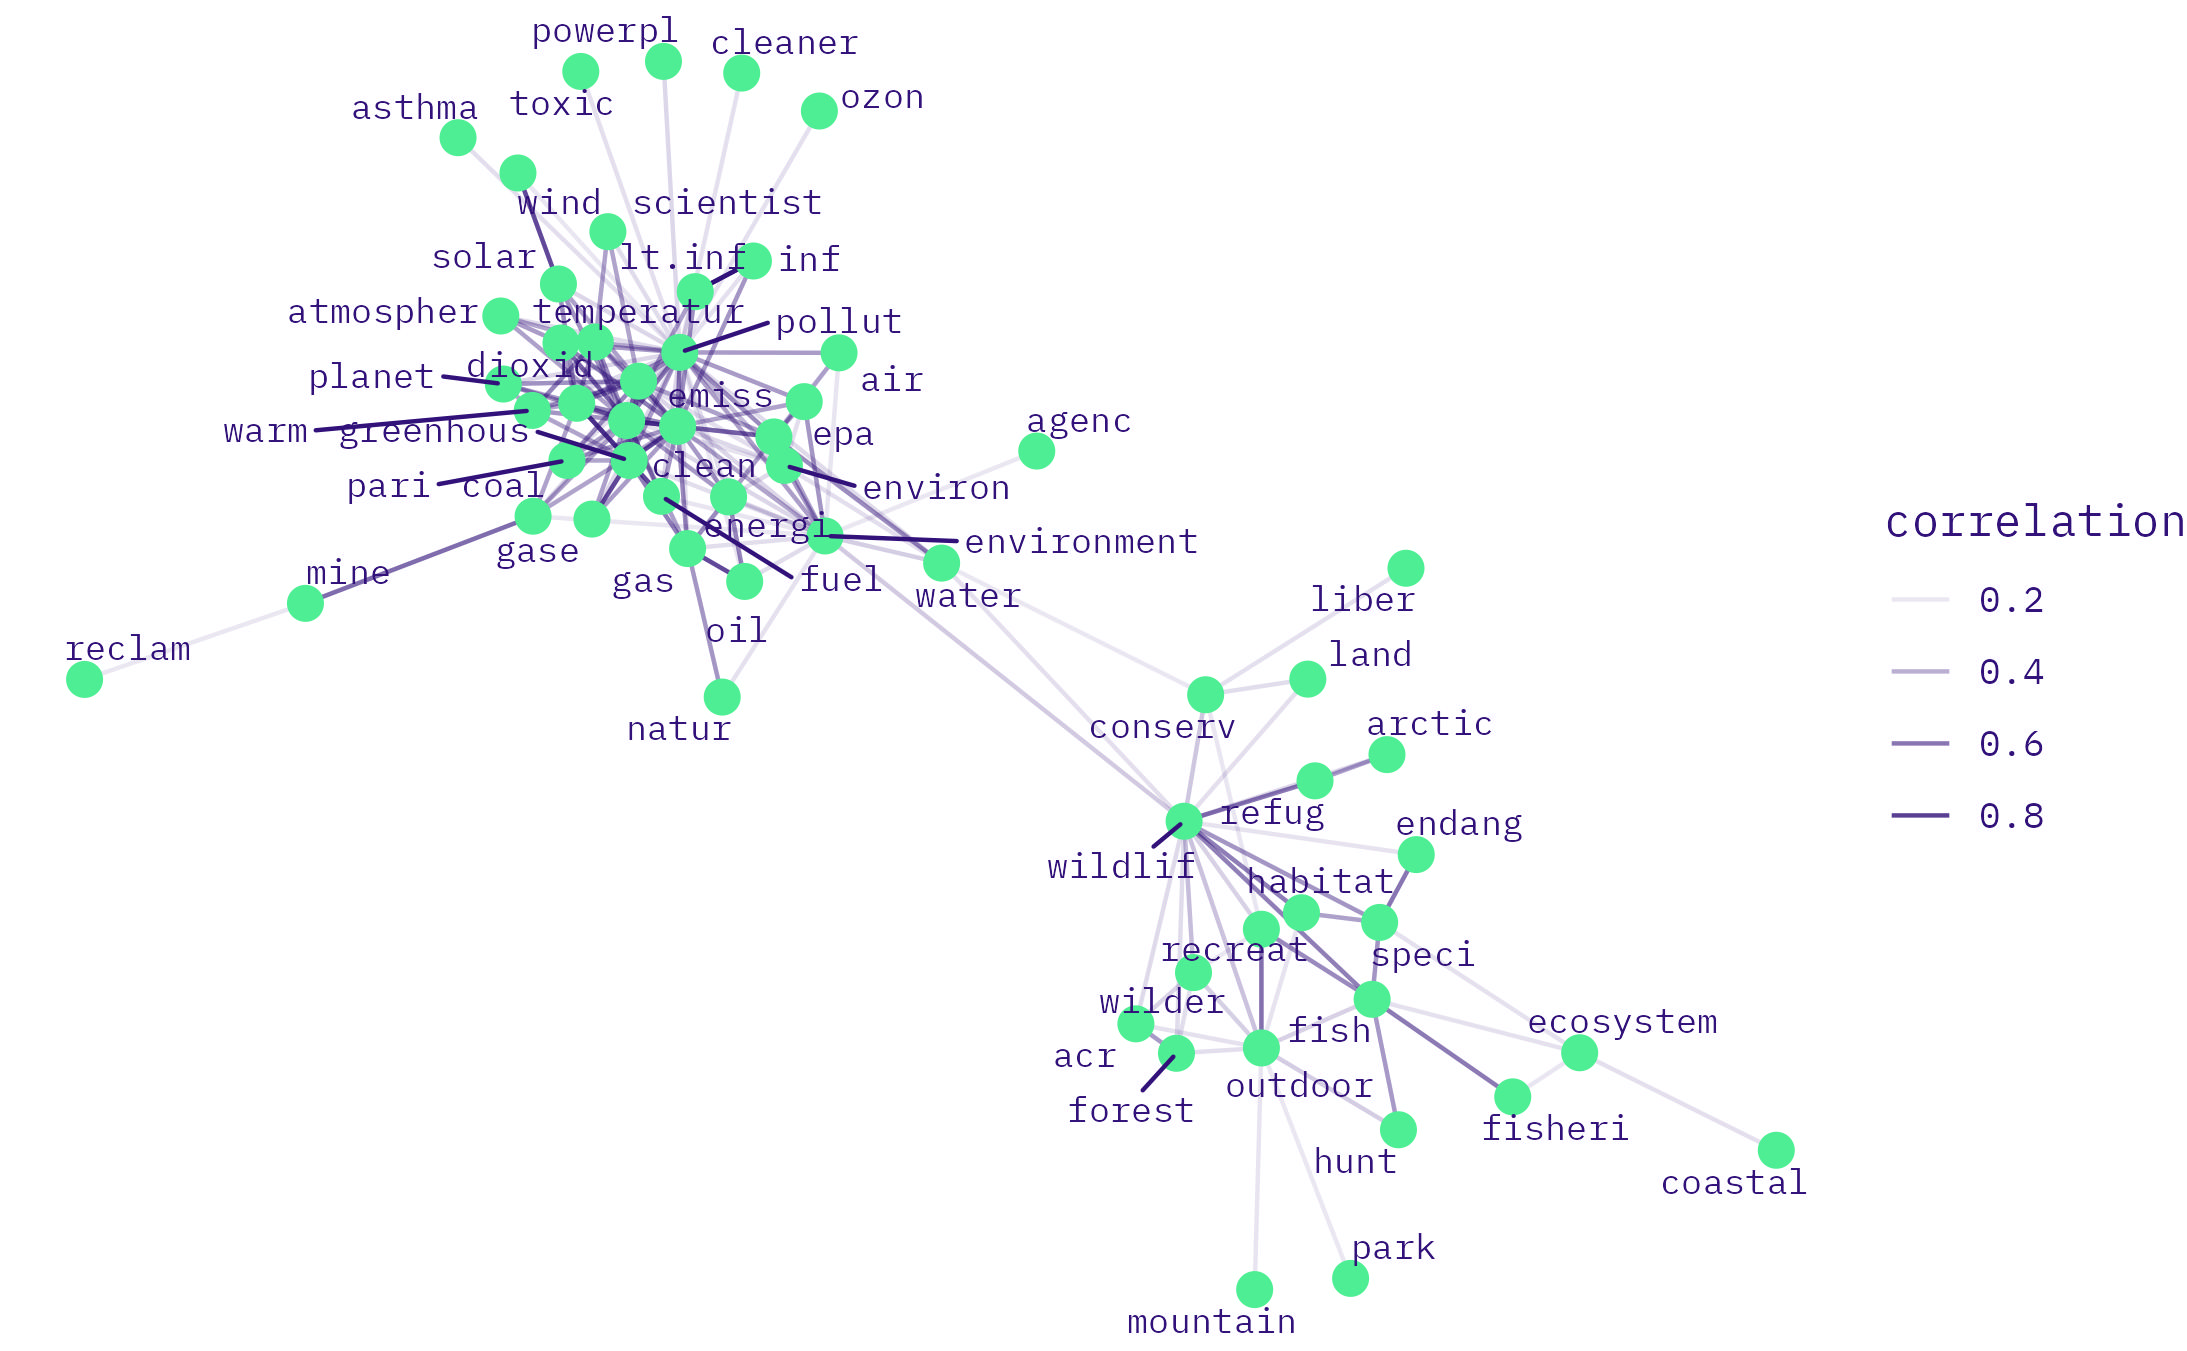 powerpl
cleaner
ozon
asthma
toxic
wind
scientist
solar
lt.inf
inf
atmospher
temperatur
pollut
planet
dioxid
air
emiss
warm
greenhous
epa
agenc
pari
coal
clean
environ
energi
environment
gase
mine
gas
fuel
water
oil
reclam
natur
liber
land
conserv
arctic
refug
endang
wildlif
habitat
recreat
speci
wilder
fish
ecosystem
acr
outdoor
forest
fisheri
hunt
coastal
park
mountain
correlation
0.2
0.4
0.6
0.8